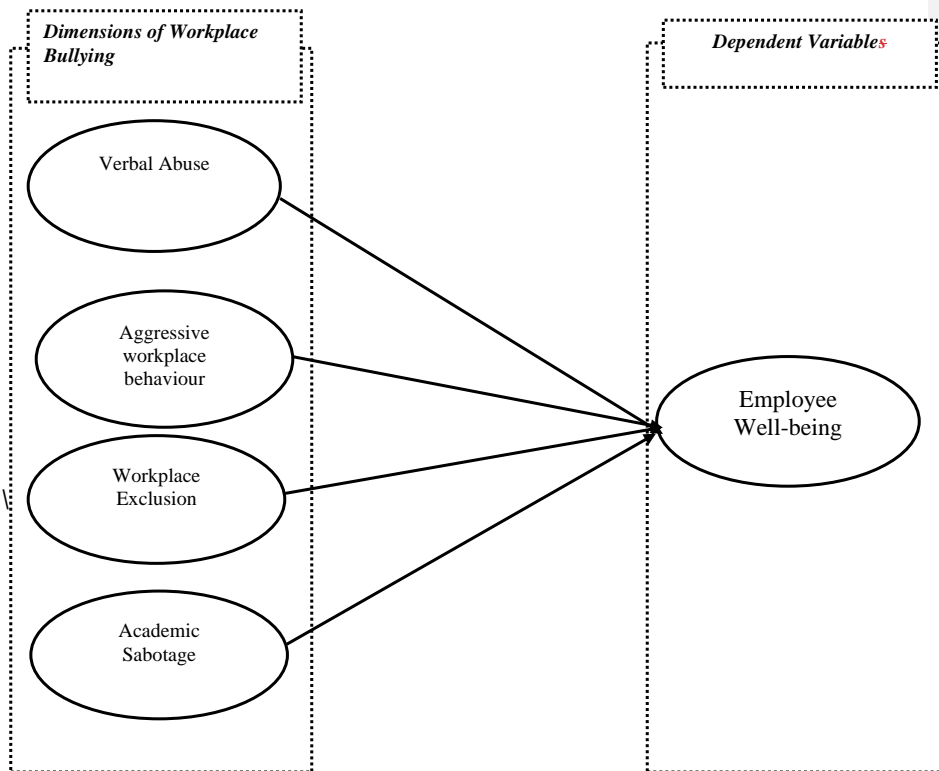 Dimensions of Workplace
Bullying
Dependent Variables
Verbal Abuse
Aggressive
workplace
behaviour
Workplace
Exclusion
\
Academic
Sabotage
Employee
Well-being